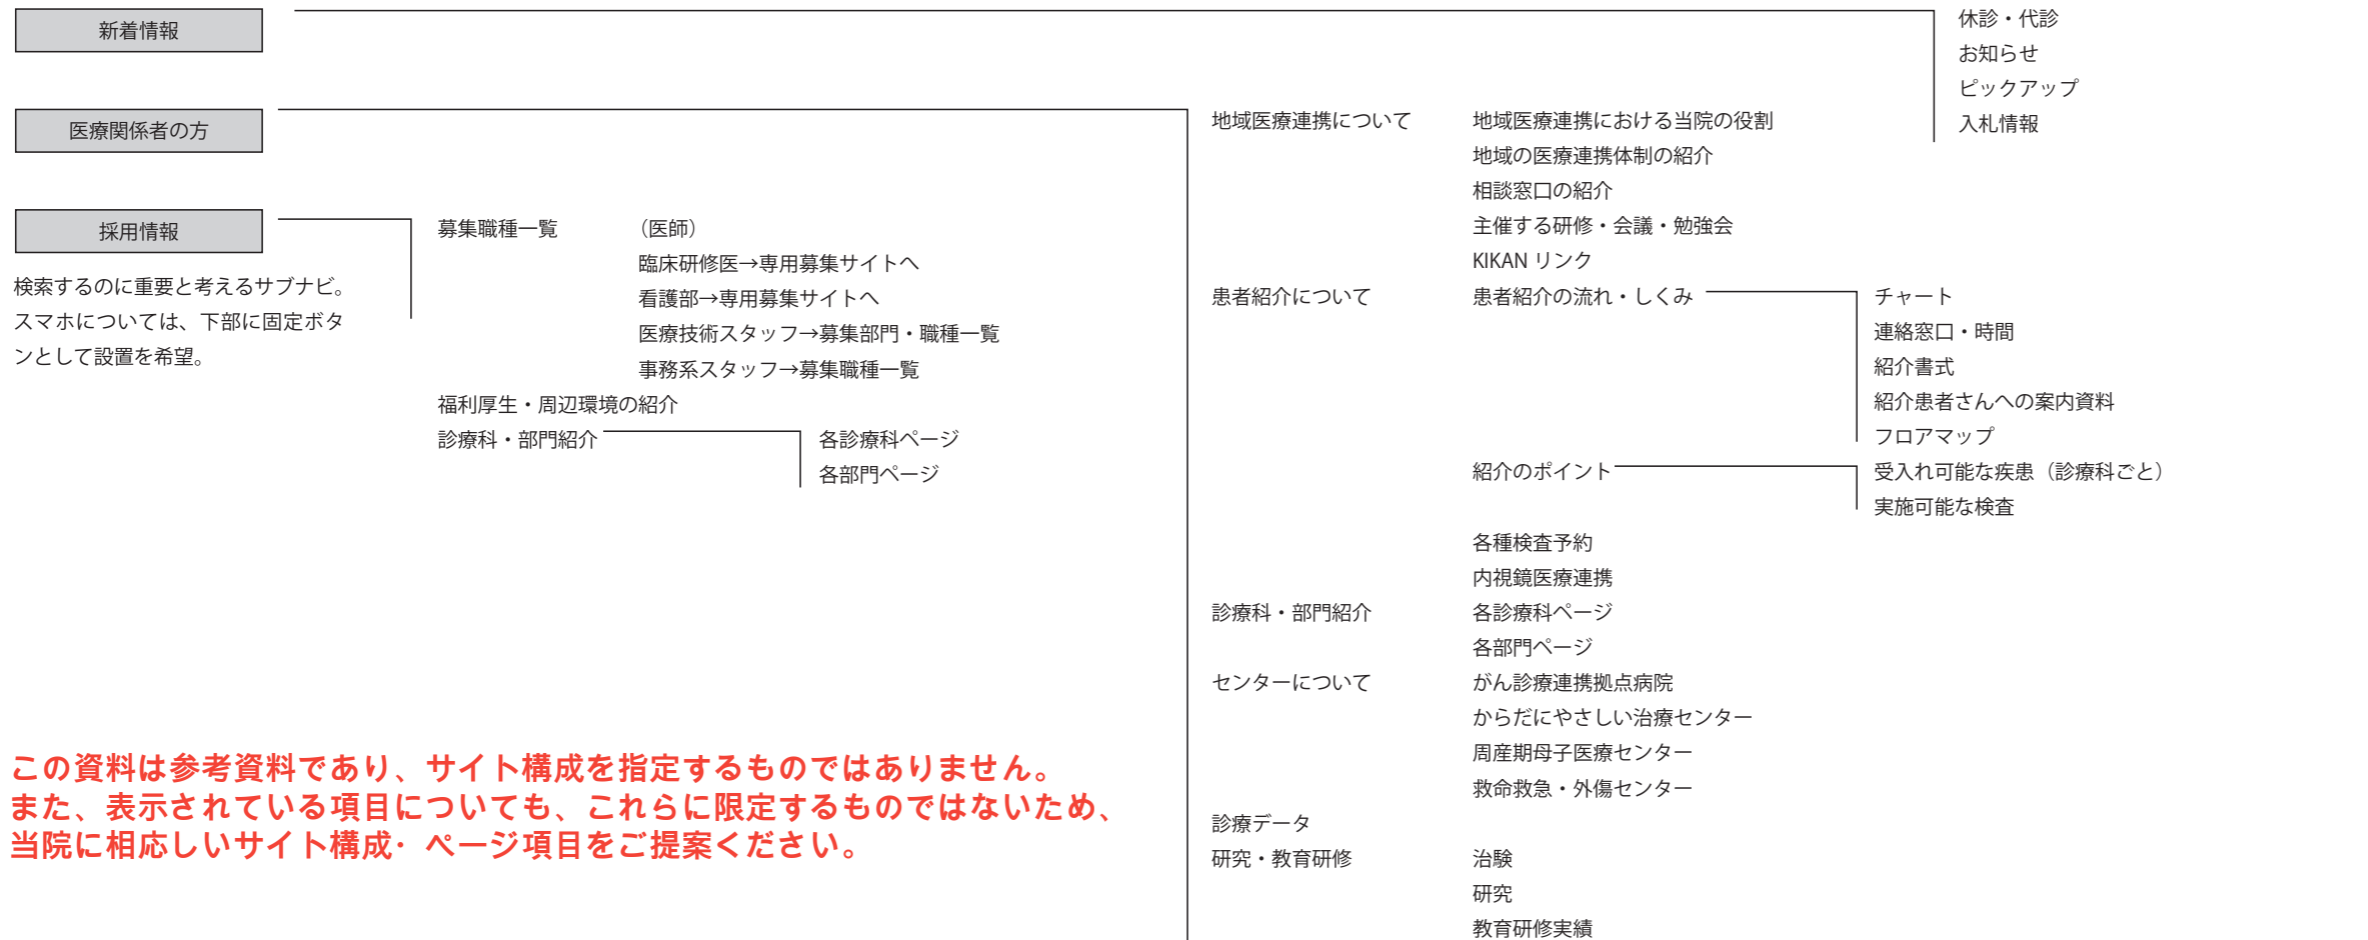 新着情報
休診・代診
お知らせ
ピックアップ
入札情報
医療関係者の方
地域医療連携について
地域医療連携における当院の役割
地域の医療連携体制の紹介
相談窓口の紹介
主催する研修・会議・勉強会
KIKAN リンク
患者紹介について
患者紹介の流れ・しくみ
チャート
連絡窓口・時間
紹介書式
紹介患者さんへの案内資料
フロアマップ
紹介のポイント
受入れ可能な疾患（診療科ごと）
実施可能な検査
各種検査予約
内視鏡医療連携
診療科・部門紹介
各診療科ページ
各部門ページ
センターについて
がん診療連携拠点病院
からだにやさしい治療センター
周産期母子医療センター
救命救急・外傷センター
診療データ
研究・教育研修
治験
研究
教育研修実績
採用情報
検索するのに重要と考えるサブナビ。
スマホについては、下部に固定ボタ
ンとして設置を希望。
募集職種一覧
（医師）
臨床研修医→専用募集サイトへ
看護部→専用募集サイトへ
医療技術スタッフ→募集部門・職種一覧
事務系スタッフ→募集職種一覧
福利厚生・周辺環境の紹介
診療科・部門紹介
各診療科ページ
各部門ページ
この資料は参考資料であり、サイト構成を指定するものではありません。
また、表示されている項目についても、これらに限定するものではないため、
当院に相応しいサイト構成・ページ項目をご提案ください。